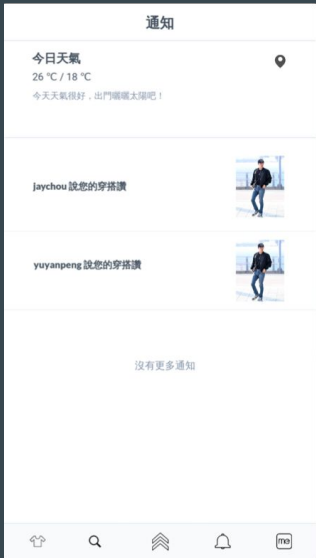 通知
今日天氣
26 ℃ / 18 ℃
今天天氣很好，出門曬曬太陽吧！
jaychou 說您的穿搭讚
yuyanpeng 說您的穿搭讚
沒有更多通知
me